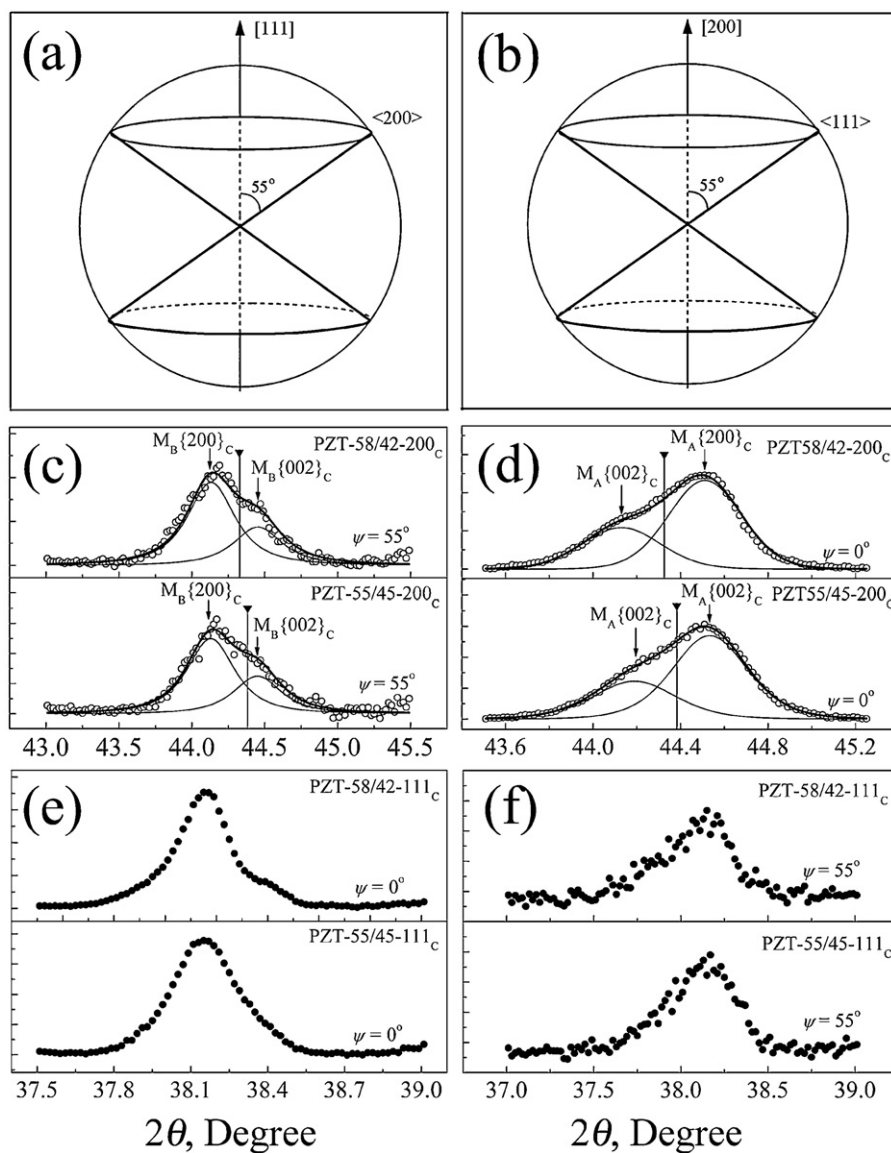 (a)
[111]
<200>
55°
(b)
[200]
<111>
55°
(c)
M_B{200}_C
M_B{002}_C
PZT-58/42-200_C
ψ = 55°
M_B{200}_C
M_B{002}_C
PZT-55/45-200_C
ψ = 55°
43.0 43.5 44.0 44.5 45.0 45.5
(d)
M_A{200}_C
M_A{002}_C
PZT58/42-200_C
ψ = 0°
M_A{002}_C
M_A{002}_C
PZT55/45-200_C
ψ = 0°
43.6 44.0 44.4 44.8 45.2
(e)
PZT-58/42-111_C
ψ = 0°
PZT-55/45-111_C
ψ = 0°
37.5 37.8 38.1 38.4 38.7 39.0
2θ, Degree
(f)
PZT-58/42-111_C
ψ = 55°
PZT-55/45-111_C
ψ = 55°
37.0 37.5 38.0 38.5 39.0
2θ, Degree